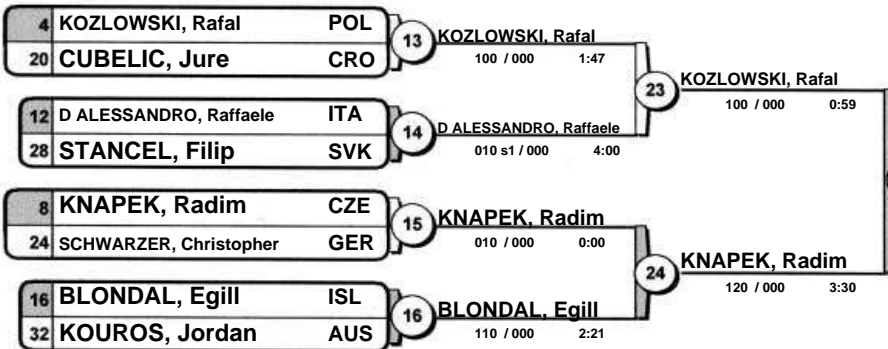 4 KOZLOWSKI, Rafal POL
20 CUBELIC, Jure CRO
13
KOZLOWSKI, Rafal
100 / 000 1:47
12 D ALESSANDRO, Raffaele ITA
28 STANCEL, Filip SVK
14
D ALESSANDRO, Raffaele
010 s1 / 000 4:00
23
KOZLOWSKI, Rafal
100 / 000 0:59
8 KNAPEK, Radim CZE
24 SCHWARZER, Christopher GER
15
KNAPEK, Radim
010 / 000 0:00
16 BLONDAL, Egill ISL
32 KOUROS, Jordan AUS
16
BLONDAL, Egill
110 / 000 2:21
24
KNAPEK, Radim
120 / 000 3:30